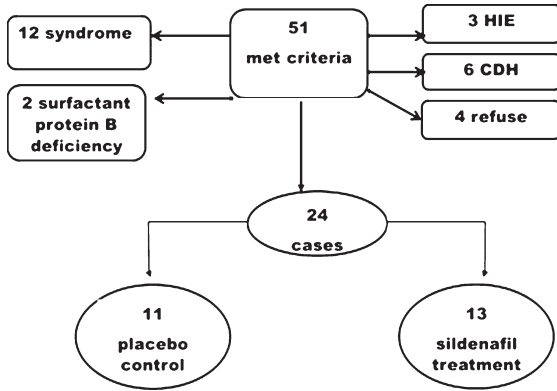 12 syndrome
51
met criteria
3 HIE
6 CDH
2 surfactant
protein B
deficiency
4 refuse
24
cases
11
placebo
control
13
sildenafil
treatment